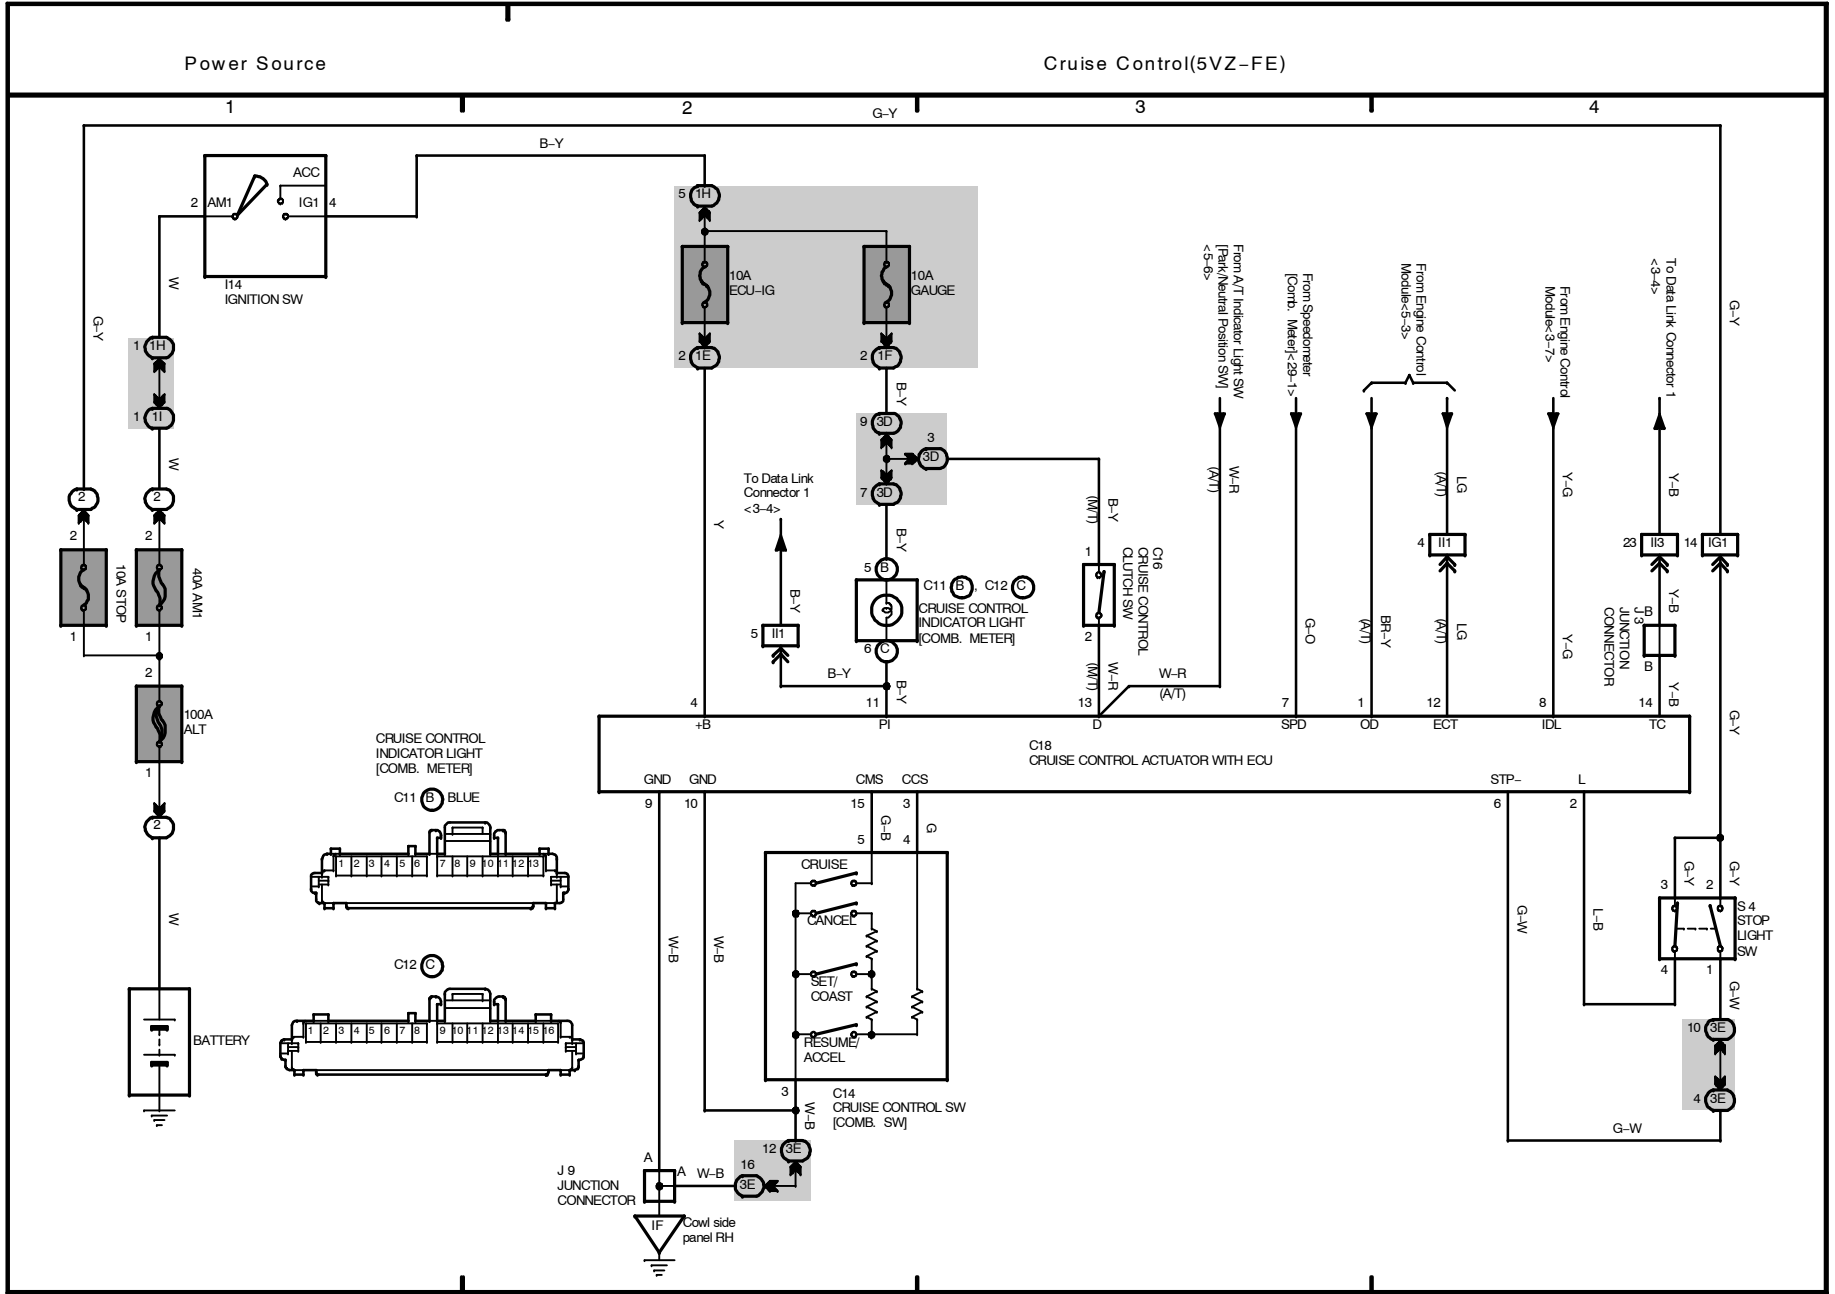 Power Source
Cruise Control(5VZ−FE)
1
2
3
4
G−Y
B−Y
ACC
2
AM1
IG1
4
I14
IGNITION SW
W
G−Y
1
1H
1
1I
W
2
2
2
2
10A STOP
40A AM1
1
1
2
100A
ALT
1
2
W
BATTERY
5
1H
10A
ECU−IG
10A
GAUGE
2
1E
2
1F
B−Y
9
3D
3
3D
7
3D
Y
To Data Link
Connector 1
<3−4>
B−Y
5
II1
B−Y
B−Y
5
B
C11 B , C12 C
CRUISE CONTROL
INDICATOR LIGHT
[COMB. METER]
6
C
B−Y
B−Y
(M/T)
1
C16
CRUISE CONTROL
CLUTCH SW
2
W−R
(M/T)
W−R
(A/T)
From A/T Indicator Light SW
[Park/Neutral Position SW]
<5−6>
W−R
(A/T)
From Speedometer
[Comb. Meter]<29−1>
G−O
From Engine Control
Module<5−3>
BR−Y
(A/T)
LG
(A/T)
4
II1
LG
(A/T)
From Engine Control
Module<3−7>
Y−G
Y−G
To Data Link Connector 1
<3−4>
Y−B
23
II3
Y−B
B
J 3
JUNCTION
CONNECTOR
B
Y−B
G−Y
14
IG1
G−Y
4
11
13
7
1
12
8
14
+B
PI
D
SPD
OD
ECT
IDL
TC
C18
CRUISE CONTROL ACTUATOR WITH ECU
GND
GND
CMS
CCS
STP−
L
9
10
15
3
6
2
CRUISE CONTROL
INDICATOR LIGHT
[COMB. METER]
C11 B BLUE
1 2 3 4 5 6 7 8 9 10 11 12 13
C12 C
1 2 3 4 5 6 7 8 9 10 11 12 13 14 15 16
G−B
G
5
4
CRUISE
CANCEL
SET/
COAST
RESUME/
ACCEL
W−B
W−B
3
C14
CRUISE CONTROL SW
[COMB. SW]
W−B
12
3E
16
3E
A
A
W−B
J 9
JUNCTION
CONNECTOR
IF
Cowl side
panel RH
G−W
L−B
G−Y
G−Y
3
2
S 4
STOP
LIGHT
SW
4
1
G−W
10
3E
4
3E
G−W